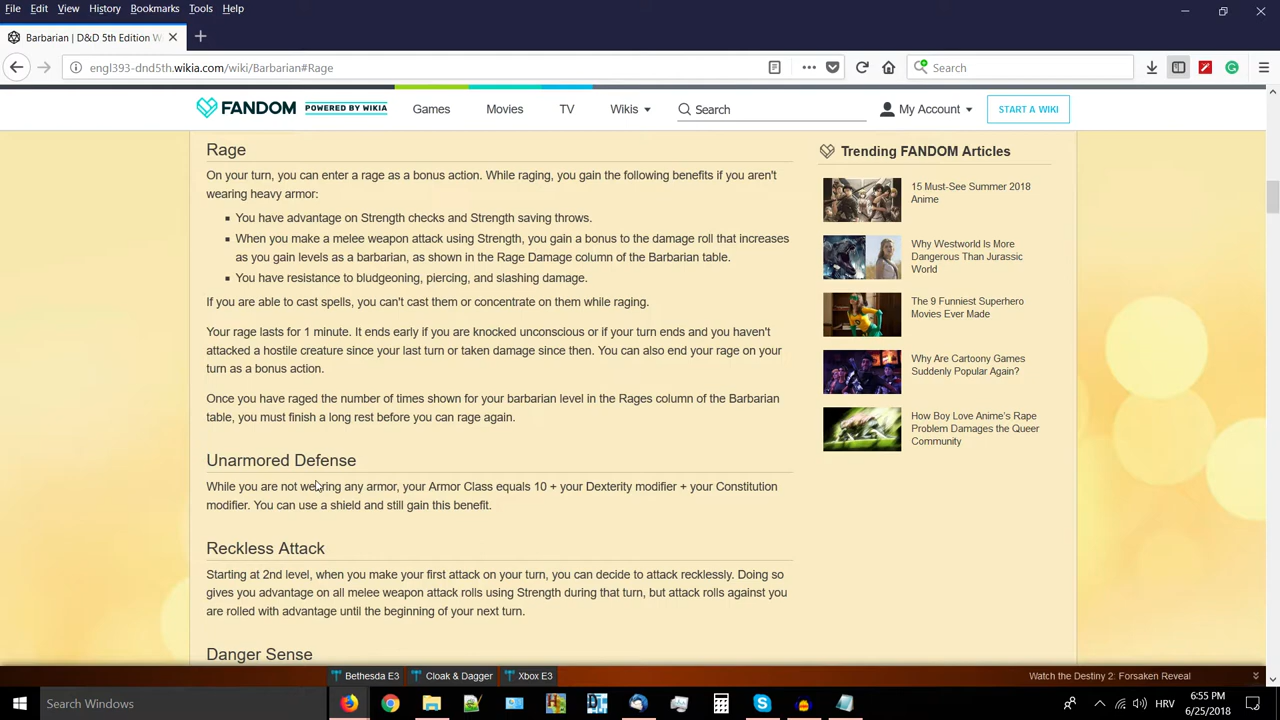 File Edit View History Bookmarks Tools Help
Barbarian | D&D 5th Edition W
engl393-dnd5th.wikia.com/wiki/Barbarian#Rage
Search
FANDOM POWERED BY WIKIA Games Movies TV Wikis Search My Account START A WIKI
Rage
On your turn, you can enter a rage as a bonus action. While raging, you gain the following benefits if you aren't
wearing heavy armor:
You have advantage on Strength checks and Strength saving throws.
When you make a melee weapon attack using Strength, you gain a bonus to the damage roll that increases
as you gain levels as a barbarian, as shown in the Rage Damage column of the Barbarian table.
You have resistance to bludgeoning, piercing, and slashing damage.
If you are able to cast spells, you can't cast them or concentrate on them while raging.
Your rage lasts for 1 minute. It ends early if you are knocked unconscious or if your turn ends and you haven't
attacked a hostile creature since your last turn or taken damage since then. You can also end your rage on your
turn as a bonus action.
Once you have raged the number of times shown for your barbarian level in the Rages column of the Barbarian
table, you must finish a long rest before you can rage again.
Unarmored Defense
While you are not wearing any armor, your Armor Class equals 10 + your Dexterity modifier + your Constitution
modifier. You can use a shield and still gain this benefit.
Reckless Attack
Starting at 2nd level, when you make your first attack on your turn, you can decide to attack recklessly. Doing so
gives you advantage on all melee weapon attack rolls using Strength during that turn, but attack rolls against you
are rolled with advantage until the beginning of your next turn.
Danger Sense
Trending FANDOM Articles
15 Must-See Summer 2018
Anime
Why Westworld Is More
Dangerous Than Jurassic
World
The 9 Funniest Superhero
Movies Ever Made
Why Are Cartoony Games
Suddenly Popular Again?
How Boy Love Anime's Rape
Problem Damages the Queer
Community
Bethesda E3 Cloak & Dagger Xbox E3 Watch the Destiny 2: Forsaken Reveal
Search Windows
HRV
6:55 PM
6/25/2018